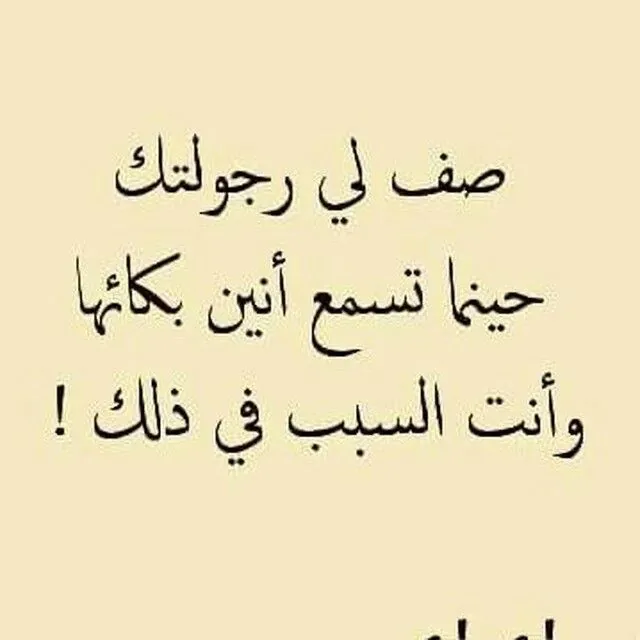 صف لي رجولتك
حينما تسمع أنين بكائها
وأنت السبب في ذلك !